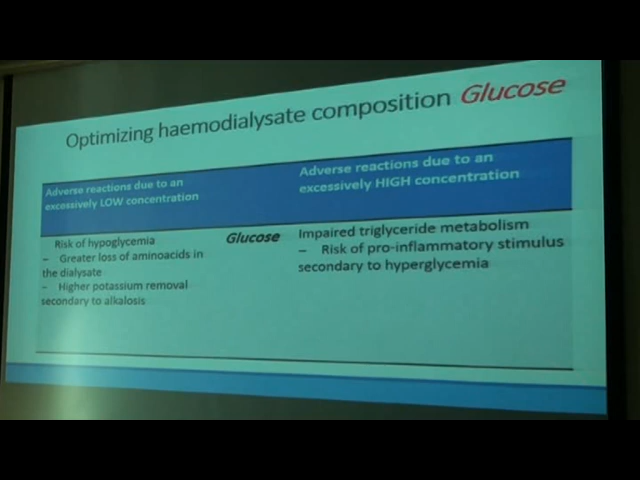 Optimizing haemodialysate composition Glucose
Adverse reactions due to an
excessively LOW concentration
Adverse reactions due to an
excessively HIGH concentration
Risk of hypoglycemia
– Greater loss of aminoacids in
the dialysate
– Higher potassium removal
secondary to alkalosis
Glucose
Impaired triglyceride metabolism
– Risk of pro-inflammatory stimulus
secondary to hyperglycemia